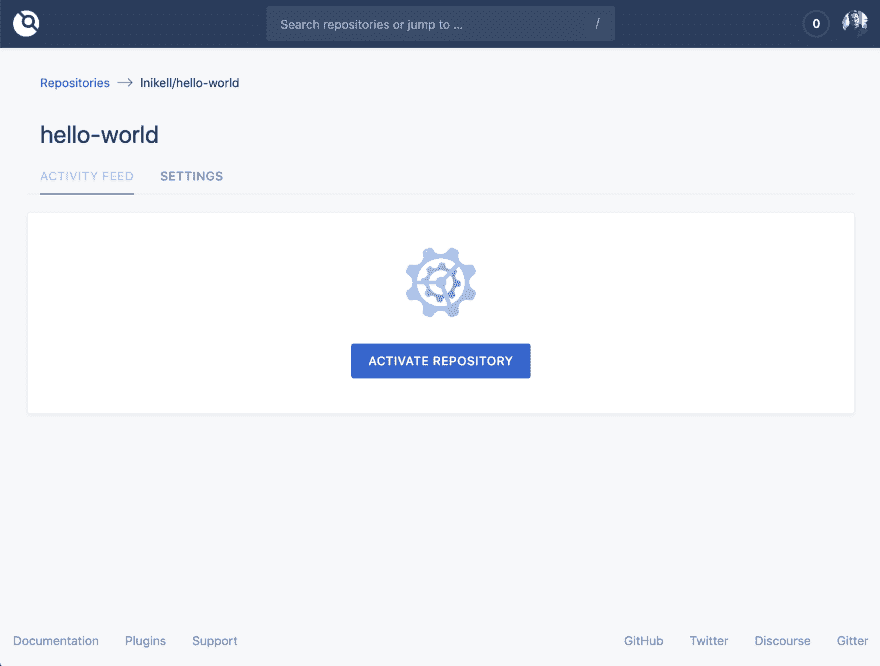 Search repositories or jump to ... /
0
Repositories → lnikell/hello-world
hello-world
ACTIVITY FEED SETTINGS
ACTIVATE REPOSITORY
Documentation Plugins Support GitHub Twitter Discourse Gitter